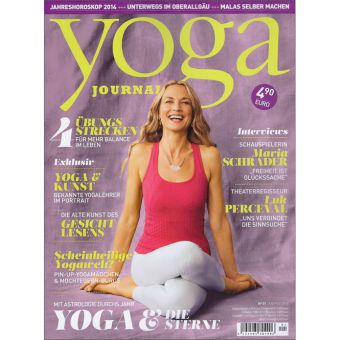 JAHRESHOROSKOP 2014 --- UNTERWEGS IM OBERALLGÄU --- MALAS SELBER MACHEN
yoga
JOURNAL
4,90
EURO
4 ÜBUNGS
STRECKEN
FÜR MEHR BALANCE
IM LEBEN
Exklusiv
YOGA &
KUNST
BEKANNTE YOGALEHRER
IM PORTRAIT
DIE ALTE KUNST DES
GESICHT
LESENS
Scheinheilige
Yogawelt?
PIN-UP-YOGAMÄDCHEN
& MÖCHTEGERN-GURUS
Interviews
SCHAUSPIELERIN
Maria
SCHRADER
„FREIHEIT IST
GLÜCKSSACHE"
THEATERREGISSEUR
Luk
PERCEVAL
„UNS VERBINDET
DIE SINNSUCHE"
MIT ASTROLOGIE DURCHS JAHR
YOGA & DIE
STERNE